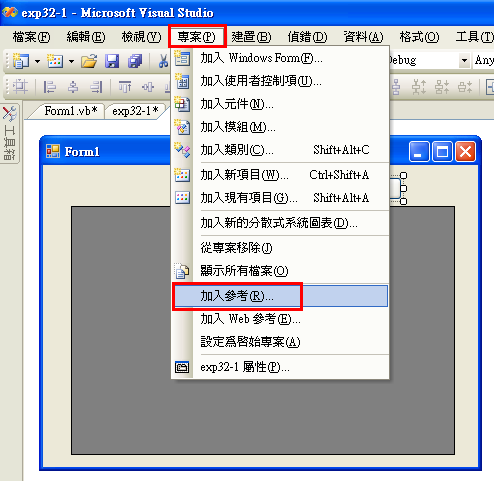 exp32-1 - Microsoft Visual Studio
檔案(F) 編輯(E) 檢視(V) 專案(P) 建置(B) 偵錯(D) 資料(A) 格式(O) 工具(T)
加入 Windows Form(F)...
ebug Any
加入使用者控制項(U)...
加入元件(N)...
Form1.vb* exp32-1*
加入模組(M)...
工具箱
加入類別(C)... Shift+Alt+C
Form1
加入新項目(W)... Ctrl+Shift+A
加入現有項目(G)... Shift+Alt+A
加入新的分散式系統圖表(D)...
從專案移除(J)
顯示所有檔案(O)
加入參考(R)...
加入 Web 參考(E)...
設定為啓始專案(A)
exp32-1 屬性(P)...